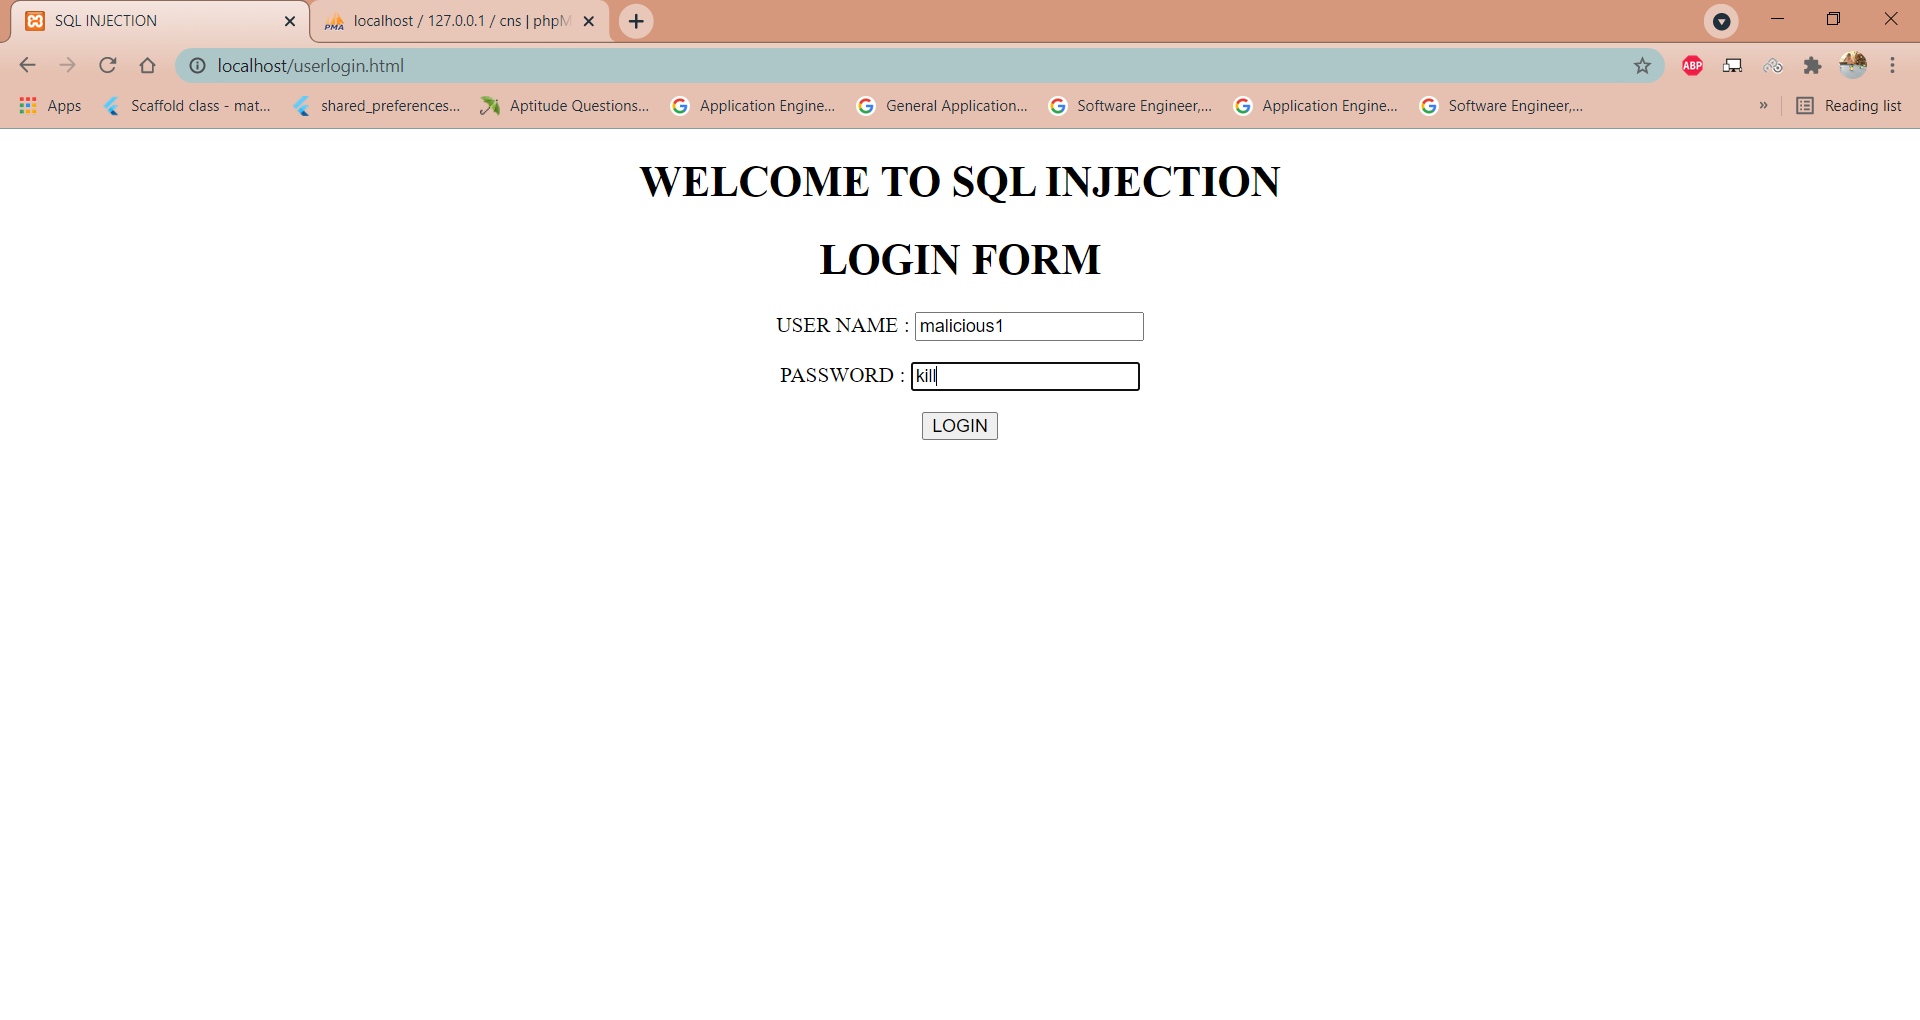 SQL INJECTION
localhost / 127.0.0.1 / cns | phpM
PMA
localhost/userlogin.html
ABP
Apps
Scaffold class - mat...
shared_preferences...
Aptitude Questions...
Application Engine...
General Application...
Software Engineer,...
Application Engine...
Software Engineer,...
»
Reading list
WELCOME TO SQL INJECTION
LOGIN FORM
USER NAME : malicious1
PASSWORD : kill
LOGIN